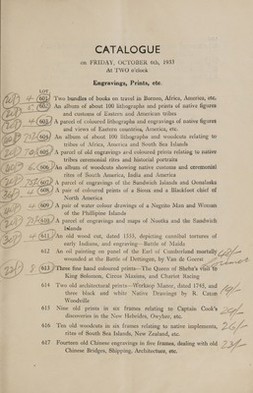 CATALOGUE
on FRIDAY, OCTOBER 6th, 1933
At TWO o'clock
Engravings, Prints, etc.
LOT
601 Two bundles of books on travel in Borneo, Africa, America, etc.
602 An album of about 100 lithographs and prints of native figures
and customs of Eastern and American tribes
603 A parcel of coloured lithographs and engravings of native figures
and views of Eastern countries, America, etc.
604 An album of about 100 lithographs and woodcuts relating to
tribes of Africa, America and South Sea Islands
605 A parcel of old engravings and coloured prints relating to native
tribes ceremonial rites and historical portraits
606 An album of woodcuts showing native customs and ceremonial
rites of South America, India and America
607 A parcel of engravings of the Sandwich Islands and Onnalaska
608 A pair of coloured prints of a Sioux and a Blackfoot chief of
North America
609 A pair of water colour drawings of a Negrito Man and Woman
of the Phillipine Islands
610 A parcel of engravings and maps of Nootka and the Sandwich
Islands
611 An old wood cut, dated 1555, depicting cannibal tortures of
early Indians, and engraving—Battle of Maida
612 An oil painting on panel of the Earl of Cumberland mortally
wounded at the Battle of Dettingen, by Van de Goerst
613 Three fine hand coloured prints—The Queen of Sheba's visit to
King Solomon, Circus Maximus, and Chariot Racing
614 Two architectural prints—Worksop Manor, dated 1745, and
three black and white Native Drawings by R. Caton
Woodville
615 Nine old prints in six frames relating to Captain Cook's
discoveries in the New Hebrides, Owyhee, etc.
616 Ten old woodcuts in six frames relating to native implements,
rites of South Sea Islands, New Zealand, etc.
617 Fourteen old Chinese engravings in five frames, dealing with old
Chinese Bridges, Shipping, Architecture, etc.